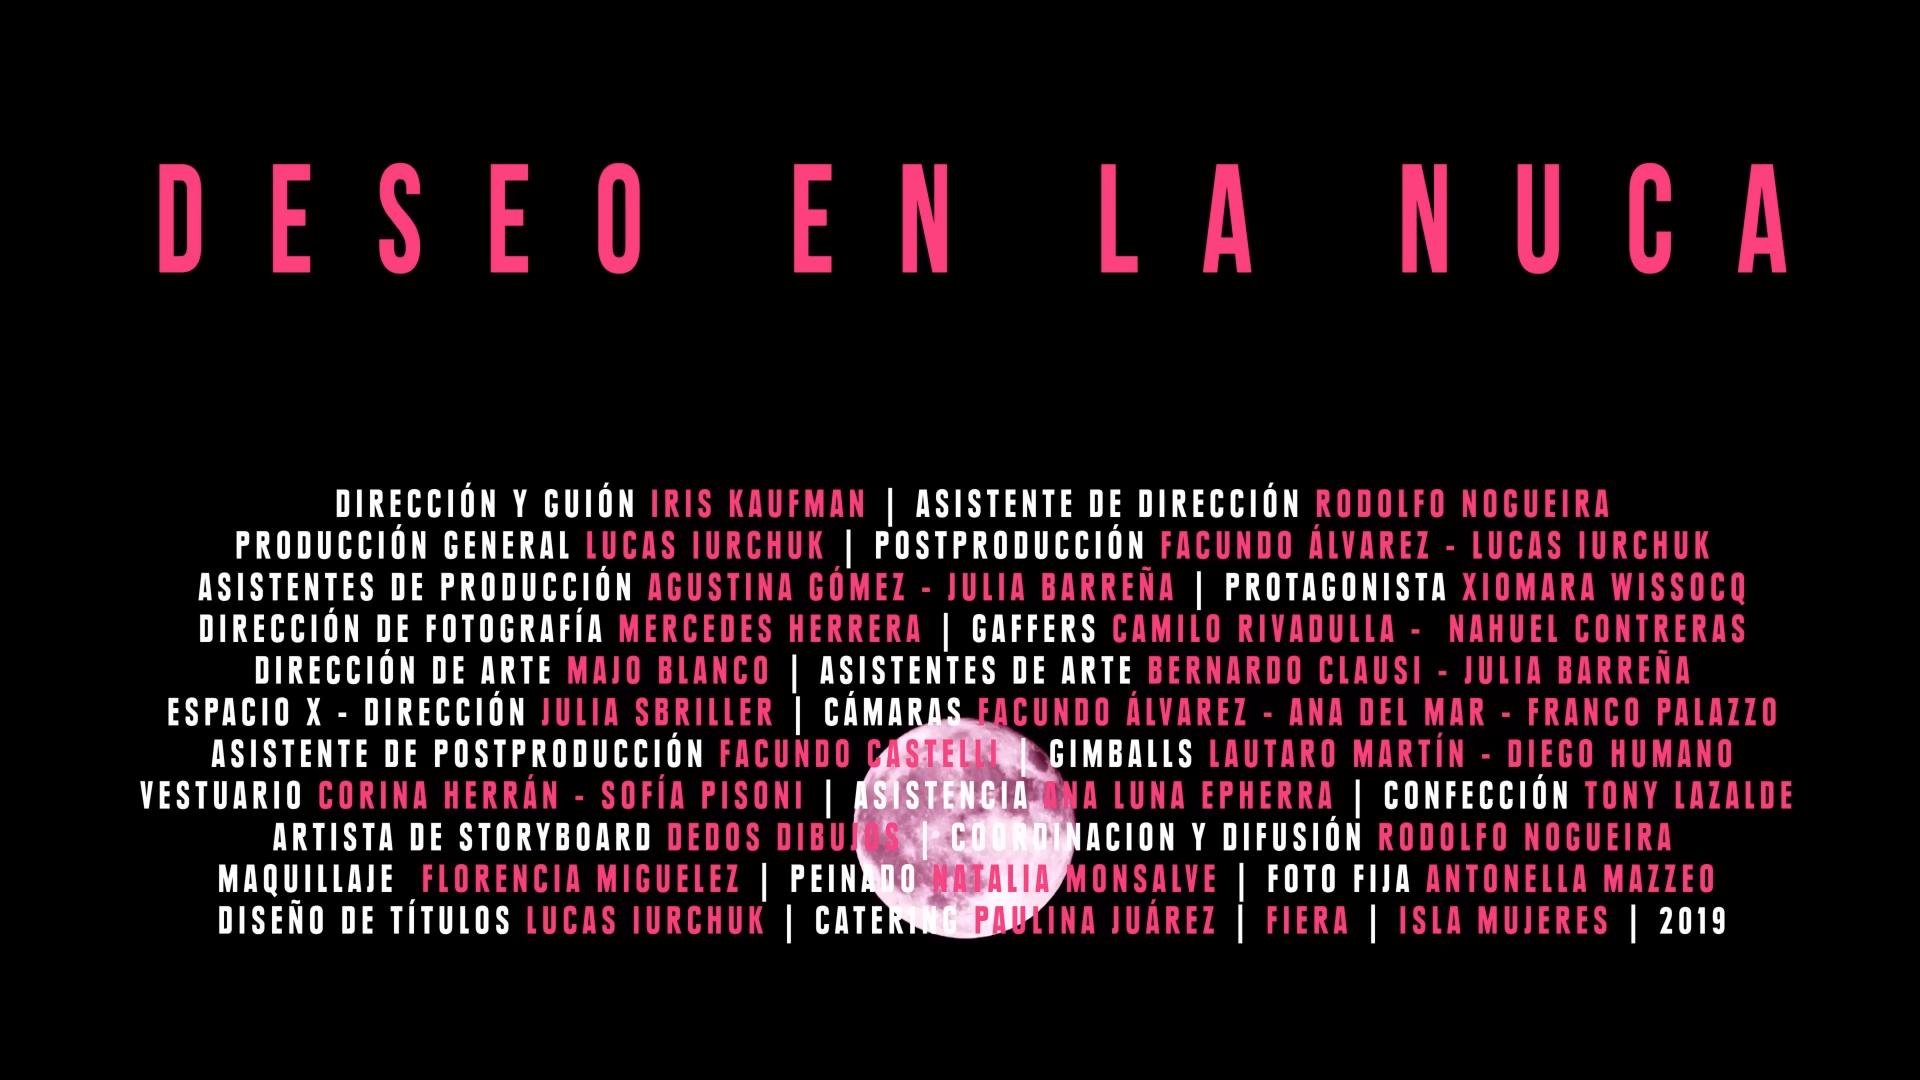 DESEO EN LA NUCA
DIRECCIÓN Y GUIÓN IRIS KAUFMAN | ASISTENTE DE DIRECCIÓN RODOLFO NOGUEIRA
PRODUCCIÓN GENERAL LUCAS IURCHUK | POSTPRODUCCIÓN FACUNDO ÁLVAREZ - LUCAS IURCHUK
ASISTENTES DE PRODUCCIÓN AGUSTINA GÓMEZ - JULIA BARREÑA | PROTAGONISTA XIOMARA WISSOCQ
DIRECCIÓN DE FOTOGRAFÍA MERCEDES HERRERA | GAFFERS CAMILO RIVADULLA - NAHUEL CONTRERAS
DIRECCIÓN DE ARTE MAJO BLANCO | ASISTENTES DE ARTE BERNARDO CLAUSI - JULIA BARREÑA
ESPACIO X - DIRECCIÓN JULIA SBRILLER | CÁMARAS FACUNDO ÁLVAREZ - ANA DEL MAR - FRANCO PALAZZO
ASISTENTE DE POSTPRODUCCIÓN FACUNDO CASTELLI | GIMBALLS LAUTARO MARTÍN - DIEGO HUMANO
VESTUARIO CORINA HERRÁN - SOFÍA PISONI | ASISTENCIA ANA LUNA EPHERRA | CONFECCIÓN TONY LAZALDE
ARTISTA DE STORYBOARD DEDOS DIBUJOS | COORDINACION Y DIFUSIÓN RODOLFO NOGUEIRA
MAQUILLAJE FLORENCIA MIGUELEZ | PEINADO NATALIA MONSALVE | FOTO FIJA ANTONELLA MAZZEO
DISEÑO DE TÍTULOS LUCAS IURCHUK | CATERING PAULINA JUÁREZ | FIERA | ISLA MUJERES | 2019